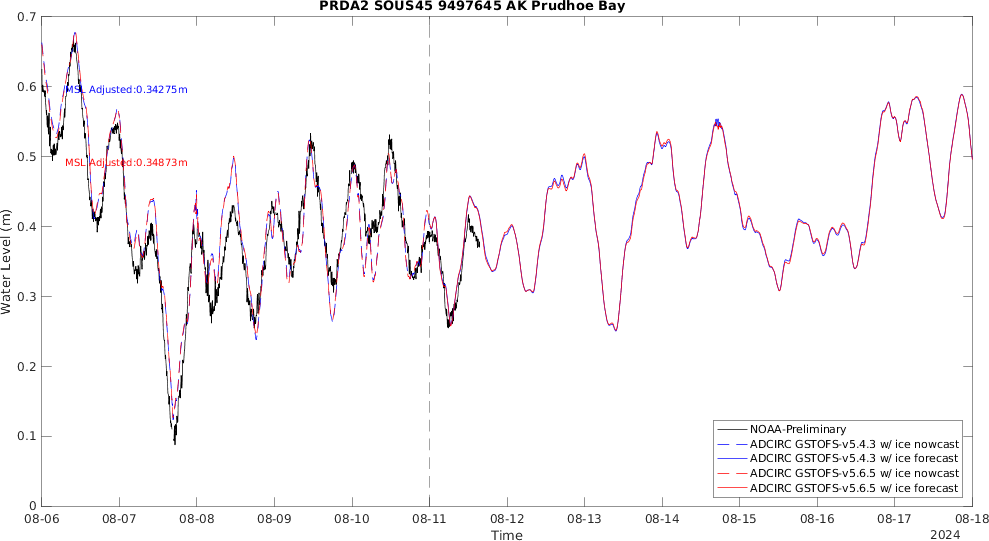 PRDA2 SOUS45 9497645 AK Prudhoe Bay
0.7
0.6
0.5
0.4
0.3
0.2
0.1
0
Water Level (m)
MSL Adjusted:0.34275m
MSL Adjusted:0.34873m
NOAA-Preliminary
ADCIRC GSTOFS-v5.4.3 w/ ice nowcast
ADCIRC GSTOFS-v5.4.3 w/ ice forecast
ADCIRC GSTOFS-v5.6.5 w/ ice nowcast
ADCIRC GSTOFS-v5.6.5 w/ ice forecast
08-06 08-07 08-08 08-09 08-10 08-11 08-12 08-13 08-14 08-15 08-16 08-17 08-18
Time
2024